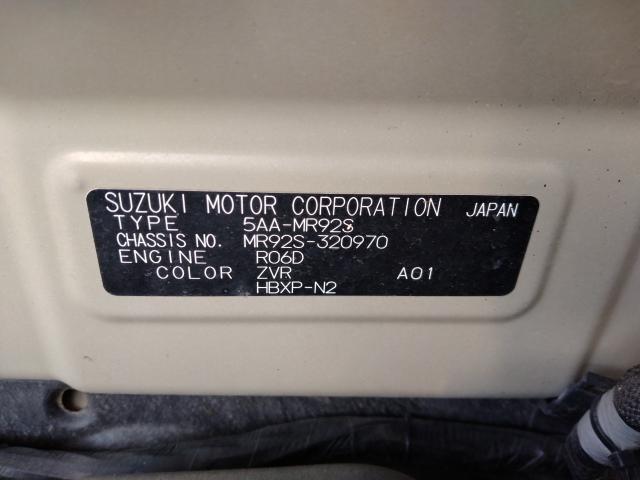 SUZUKI MOTOR CORPORATION JAPAN
TYPE 5AA-MR92S
CHASSIS NO. MR92S-320970
ENGINE R06D
COLOR ZVR A01
HBXP-N2